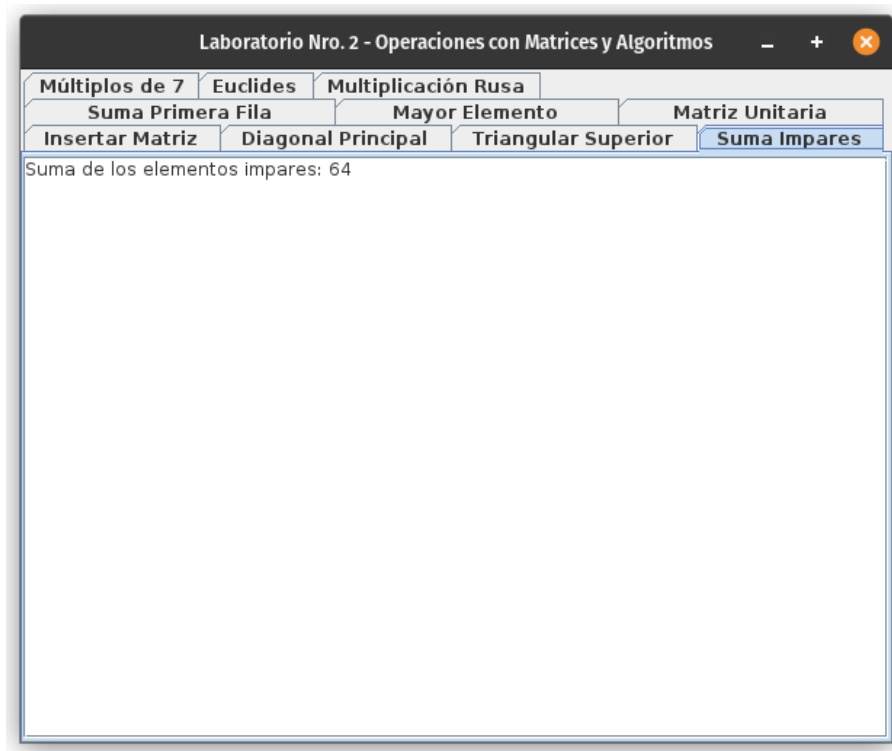 Laboratorio Nro. 2 - Operaciones con Matrices y Algoritmos
Múltiplos de 7 Euclides Multiplicación Rusa
Suma Primera Fila Mayor Elemento Matriz Unitaria
Insertar Matriz Diagonal Principal Triangular Superior Suma Impares
Suma de los elementos impares: 64